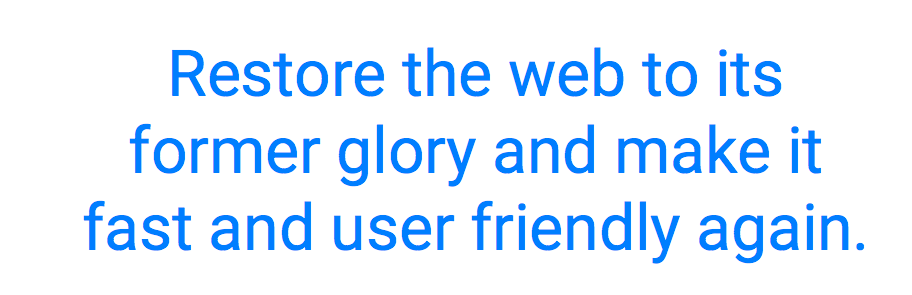 Restore the web to its
former glory and make it
fast and user friendly again.